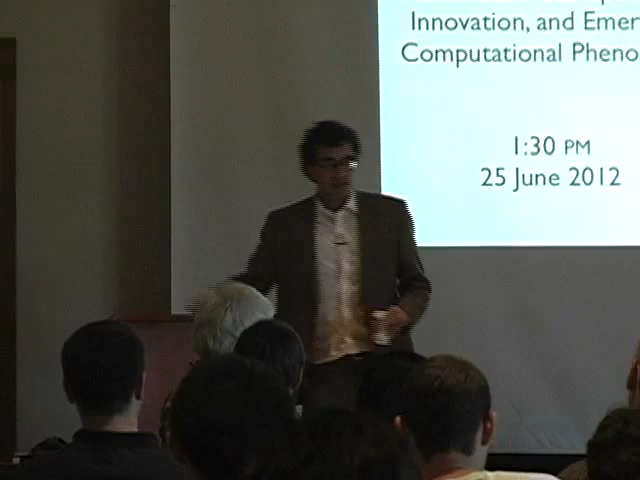 Innovation, and Emer
Computational Pheno
1:30 PM
25 June 2012